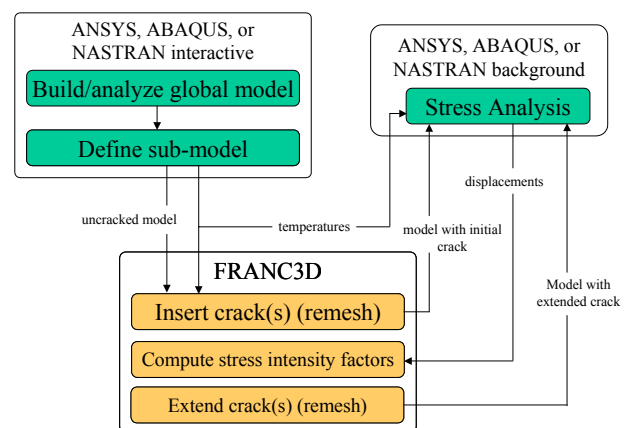 ANSYS, ABAQUS, or
NASTRAN interactive
Build/analyze global model
Define sub-model
ANSYS, ABAQUS, or
NASTRAN background
Stress Analysis
displacements
uncracked model
temperatures
model with initial
crack
Model with
extended crack
FRANC3D
Insert crack(s) (remesh)
Compute stress intensity factors
Extend crack(s) (remesh)